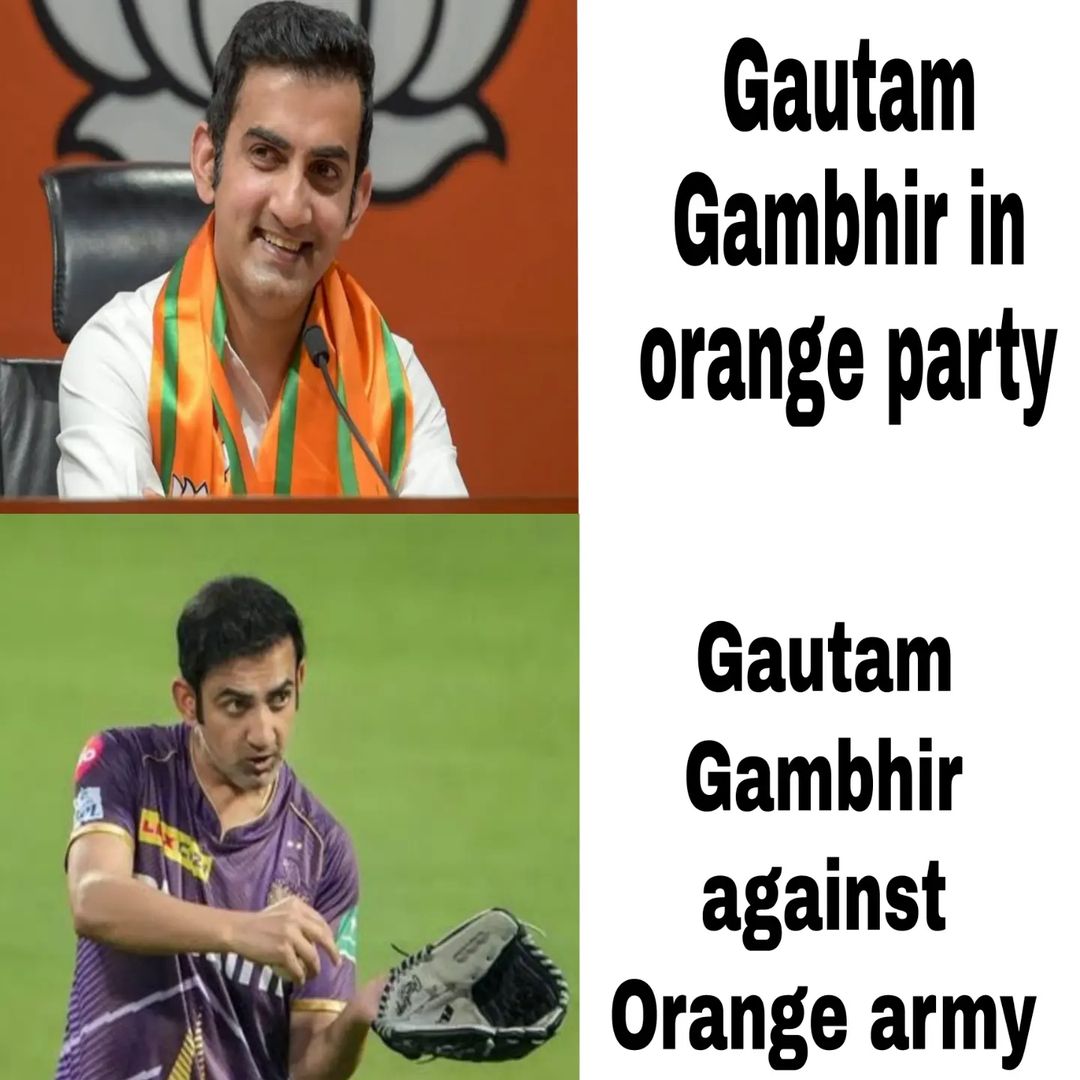 Gautam
Gambhir in
orange party
Gautam
Gambhir
against
Orange army